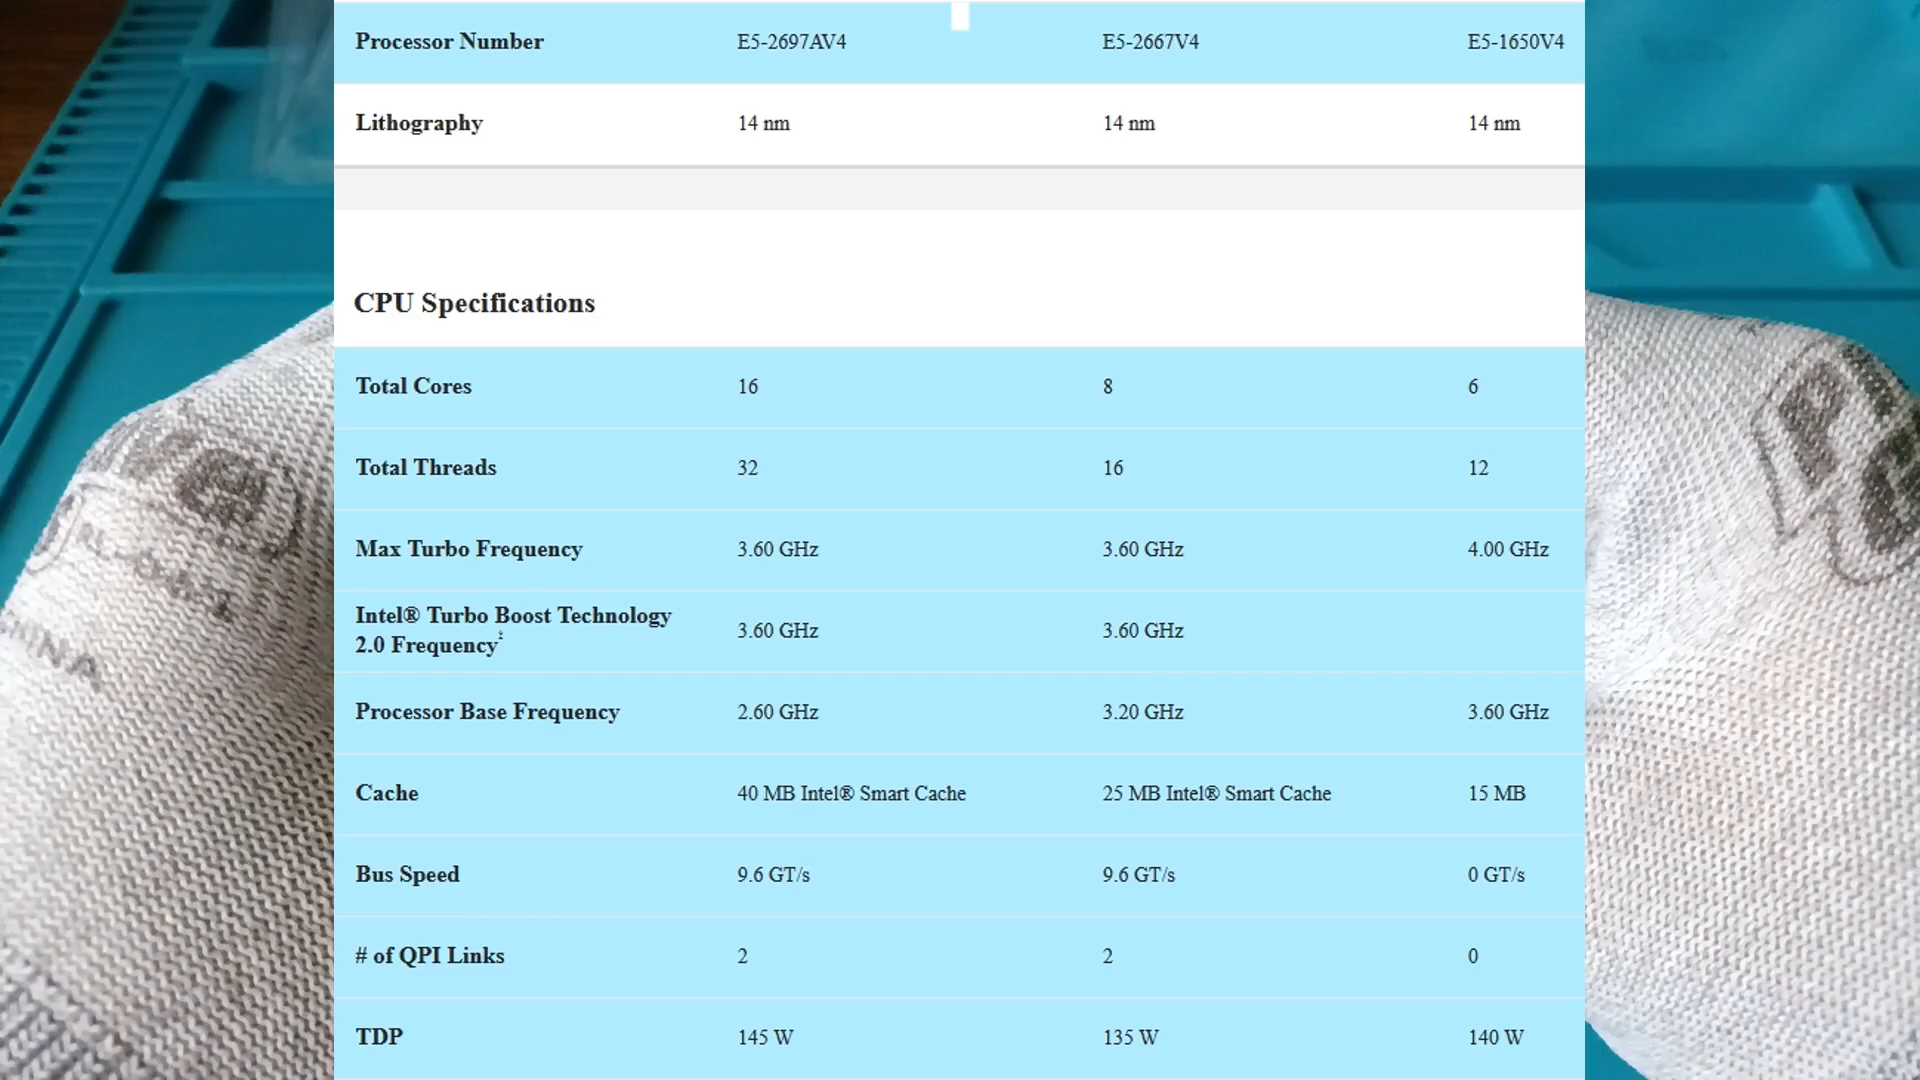 Processor Number E5-2697AV4 E5-2667V4 E5-1650V4
Lithography 14 nm 14 nm 14 nm
CPU Specifications
Total Cores 16 8 6
Total Threads 32 16 12
Max Turbo Frequency 3.60 GHz 3.60 GHz 4.00 GHz
Intel® Turbo Boost Technology
2.0 Frequency‡ 3.60 GHz 3.60 GHz
Processor Base Frequency 2.60 GHz 3.20 GHz 3.60 GHz
Cache 40 MB Intel® Smart Cache 25 MB Intel® Smart Cache 15 MB
Bus Speed 9.6 GT/s 9.6 GT/s 0 GT/s
# of QPI Links 2 2 0
TDP 145 W 135 W 140 W